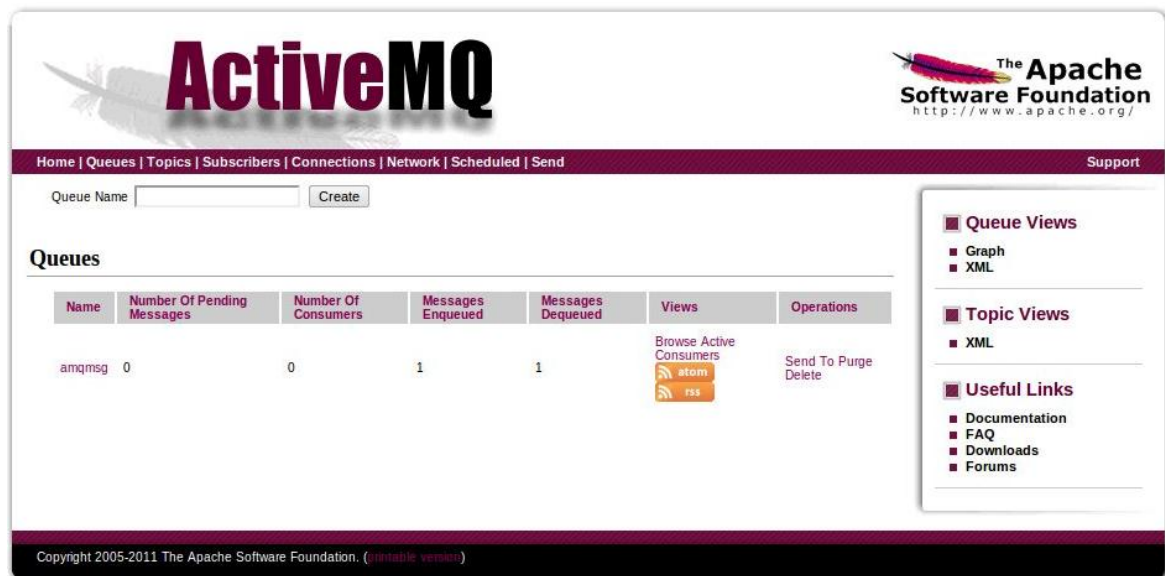 ActiveMQ
The Apache
Software Foundation
http://www.apache.org/
Home | Queues | Topics | Subscribers | Connections | Network | Scheduled | Send
Support
Queue Name
Create
Queues
Name
Number Of Pending
Messages
Number Of
Consumers
Messages
Enqueued
Messages
Dequeued
Views
Operations
amqmsg
0
0
1
1
Browse Active
Consumers
atom
rss
Send To Purge
Delete
Queue Views
Graph
XML
Topic Views
XML
Useful Links
Documentation
FAQ
Downloads
Forums
Copyright 2005-2011 The Apache Software Foundation. (printable version)